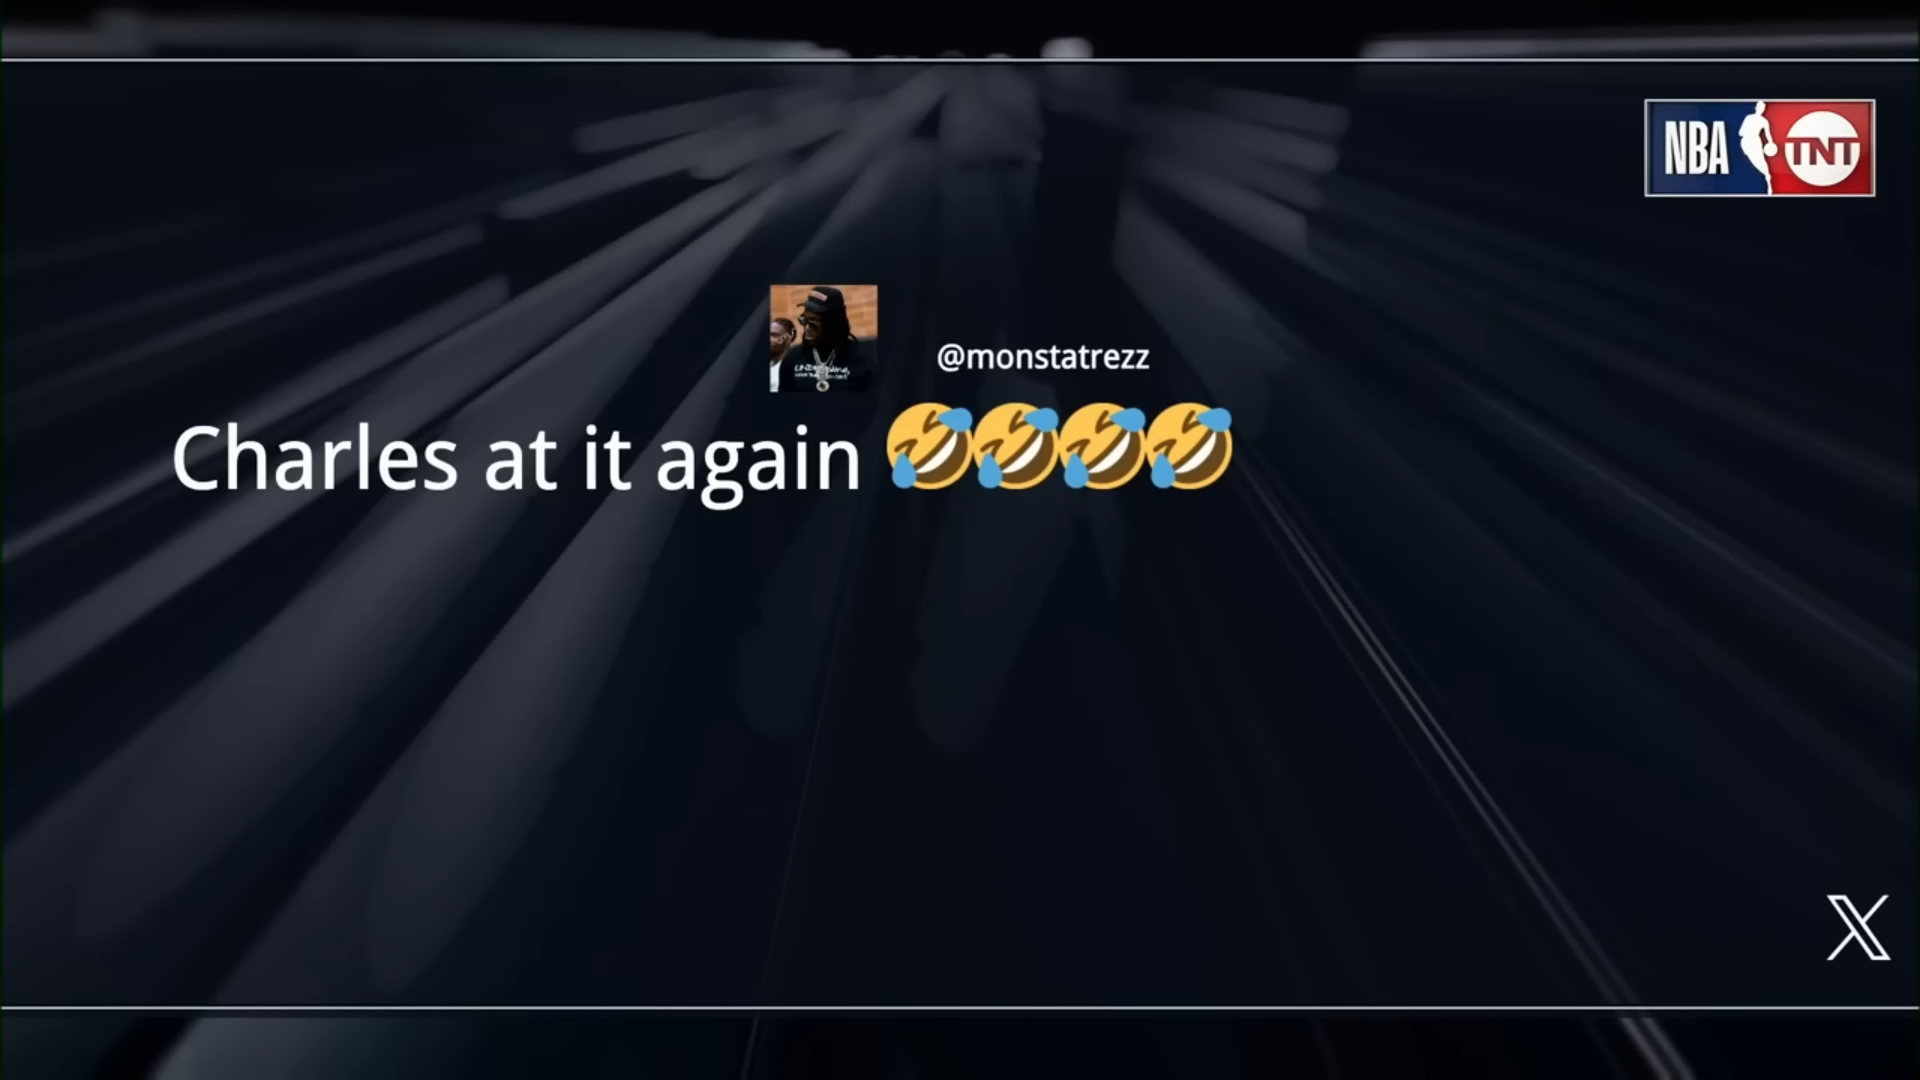 NBA TNT
@monstatrezz
Charles at it again 🤣🤣🤣🤣
X